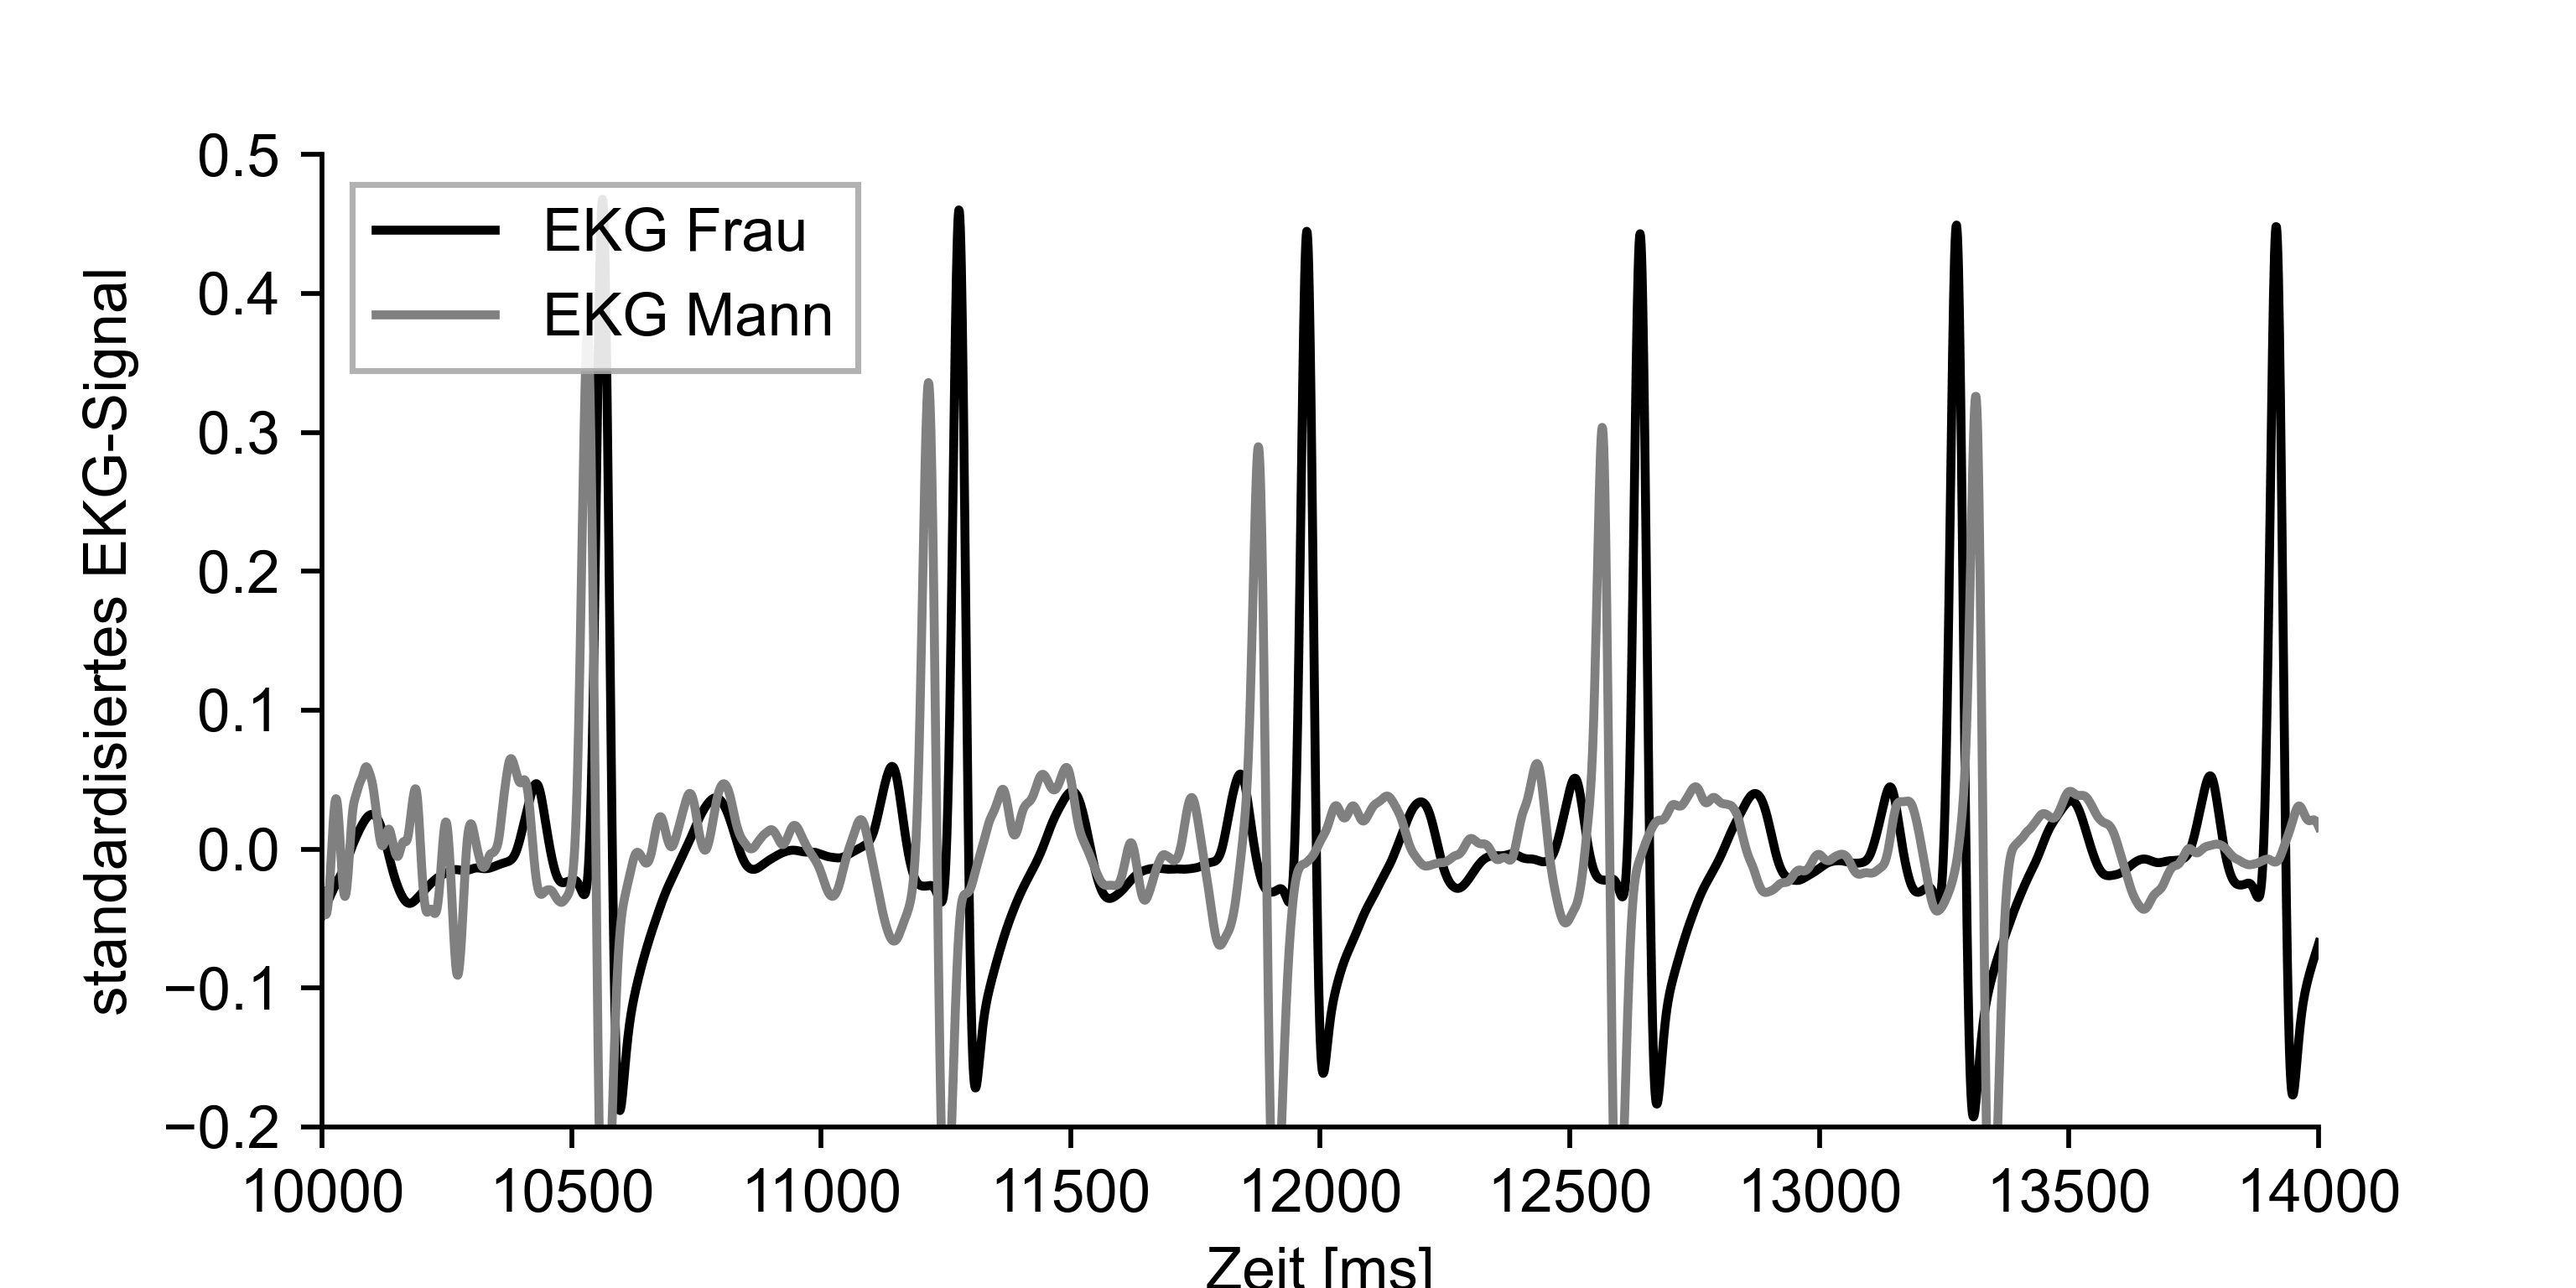 standardisiertes EKG-Signal
0.5
0.4
0.3
0.2
0.1
0.0
−0.1
−0.2
EKG Frau
EKG Mann
10000 10500 11000 11500 12000 12500 13000 13500 14000
Zeit [ms]